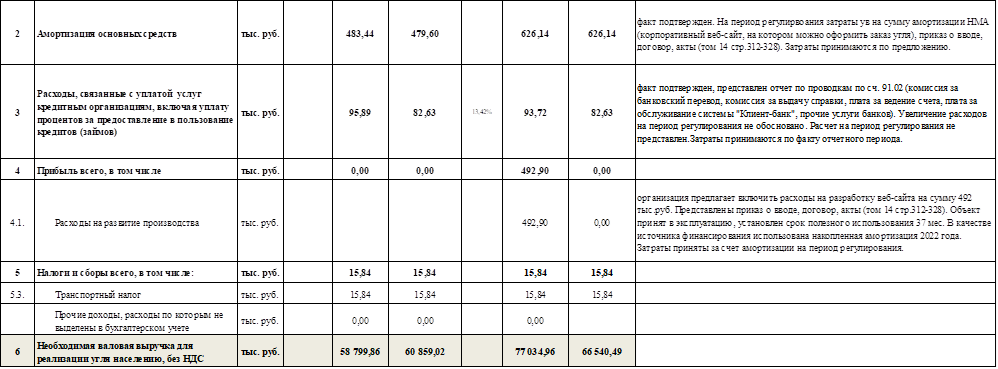 2 Амортизация основных средств тыс. руб. 483,44 479,60 626,14 626,14
факт подтвержден. На период регулирвоания затраты ув на сумму амортизации НМА
(корпоративный веб-сайт, на котором можно оформить заказ угля), приказ о вводе,
договор, акты (том 14 стр.312-328). Затраты принимаются по предложению.
3 Расходы, связанные с уплатой услуг
кредитным организациям, включая уплату
процентов за предоставление в пользование
кредитов (займов)
тыс. руб. 95,89 82,63 13,42% 93,72 82,63
факт подтвержден, представлен отчет по проводкам по сч. 91.02 (комиссия за
банковский перевод, комиссия за выдачу справки, плата за ведение счета, плата за
обслуживание системы "Клиент-банк", прочие услуги банков). Увеличение расходов
на период регулирования не обосновано. Расчет на период регулирования не
представлен.Затраты принимаются по факту отчетного периода.
4 Прибыль всего, в том числе тыс. руб. 0,00 0,00 492,90 0,00
4.1. Расходы на развитие производства тыс. руб. 492,90 0,00
организация предлагает включить расходы на разработку веб-сайта на сумму 492
тыс.руб. Представлены приказ о вводе, договор, акты (том 14 стр.312-328). Объект
принят в эксплуатацию, установлен срок полезного использования 37 мес. В качестве
источника финансирования использована накопленная амортизация 2022 года.
Затраты приняты за счет амортизации на период регулирования.
5 Налоги и сборы всего, в том числе: тыс. руб. 15,84 15,84 15,84 15,84
5.3. Транспортный налог тыс. руб. 15,84 15,84 15,84 15,84
Прочие доходы, расходы по которым не
выделены в бухгалтерском учете
тыс. руб. 0,00 0,00 0,00
6 Необходимая валовая выручка для
реализации угля населению, без НДС
тыс. руб. 58 799,86 60 859,02 77 034,96 66 540,49